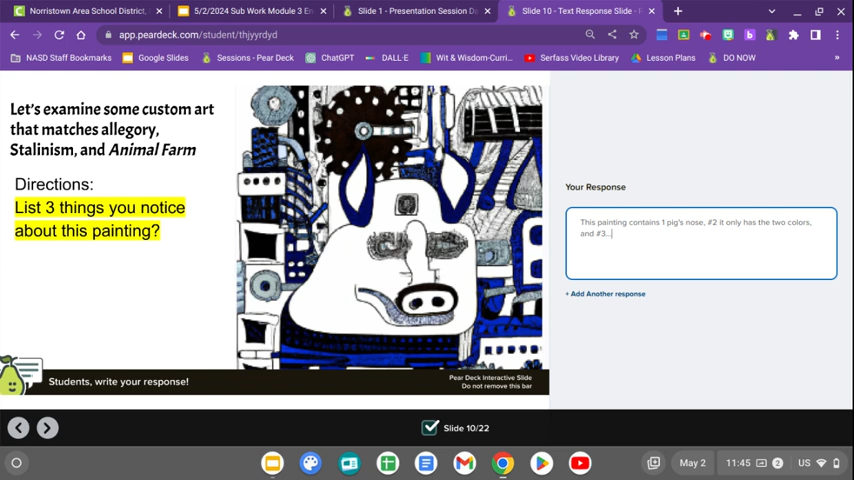 Norristown Area School District,
5/2/2024 Sub Work Module 3 En
Slide 1 - Presentation Session Da
Slide 10 - Text Response Slide - P
app.peardeck.com/student/thjyyrdyd
NASD Staff Bookmarks
Google Slides
Sessions - Pear Deck
ChatGPT
DALL·E
Wit & Wisdom-Curri...
Serfass Video Library
Lesson Plans
DO NOW
»
Let's examine some custom art
that matches allegory,
Stalinism, and Animal Farm
Directions:
List 3 things you notice
about this painting?
Students, write your response!
Pear Deck Interactive Slide
Do not remove this bar
Your Response
This painting contains 1 pig's nose, #2 it only has the two colors,
and #3...
+ Add Another response
Slide 10/22
May 2
11:45
2
US